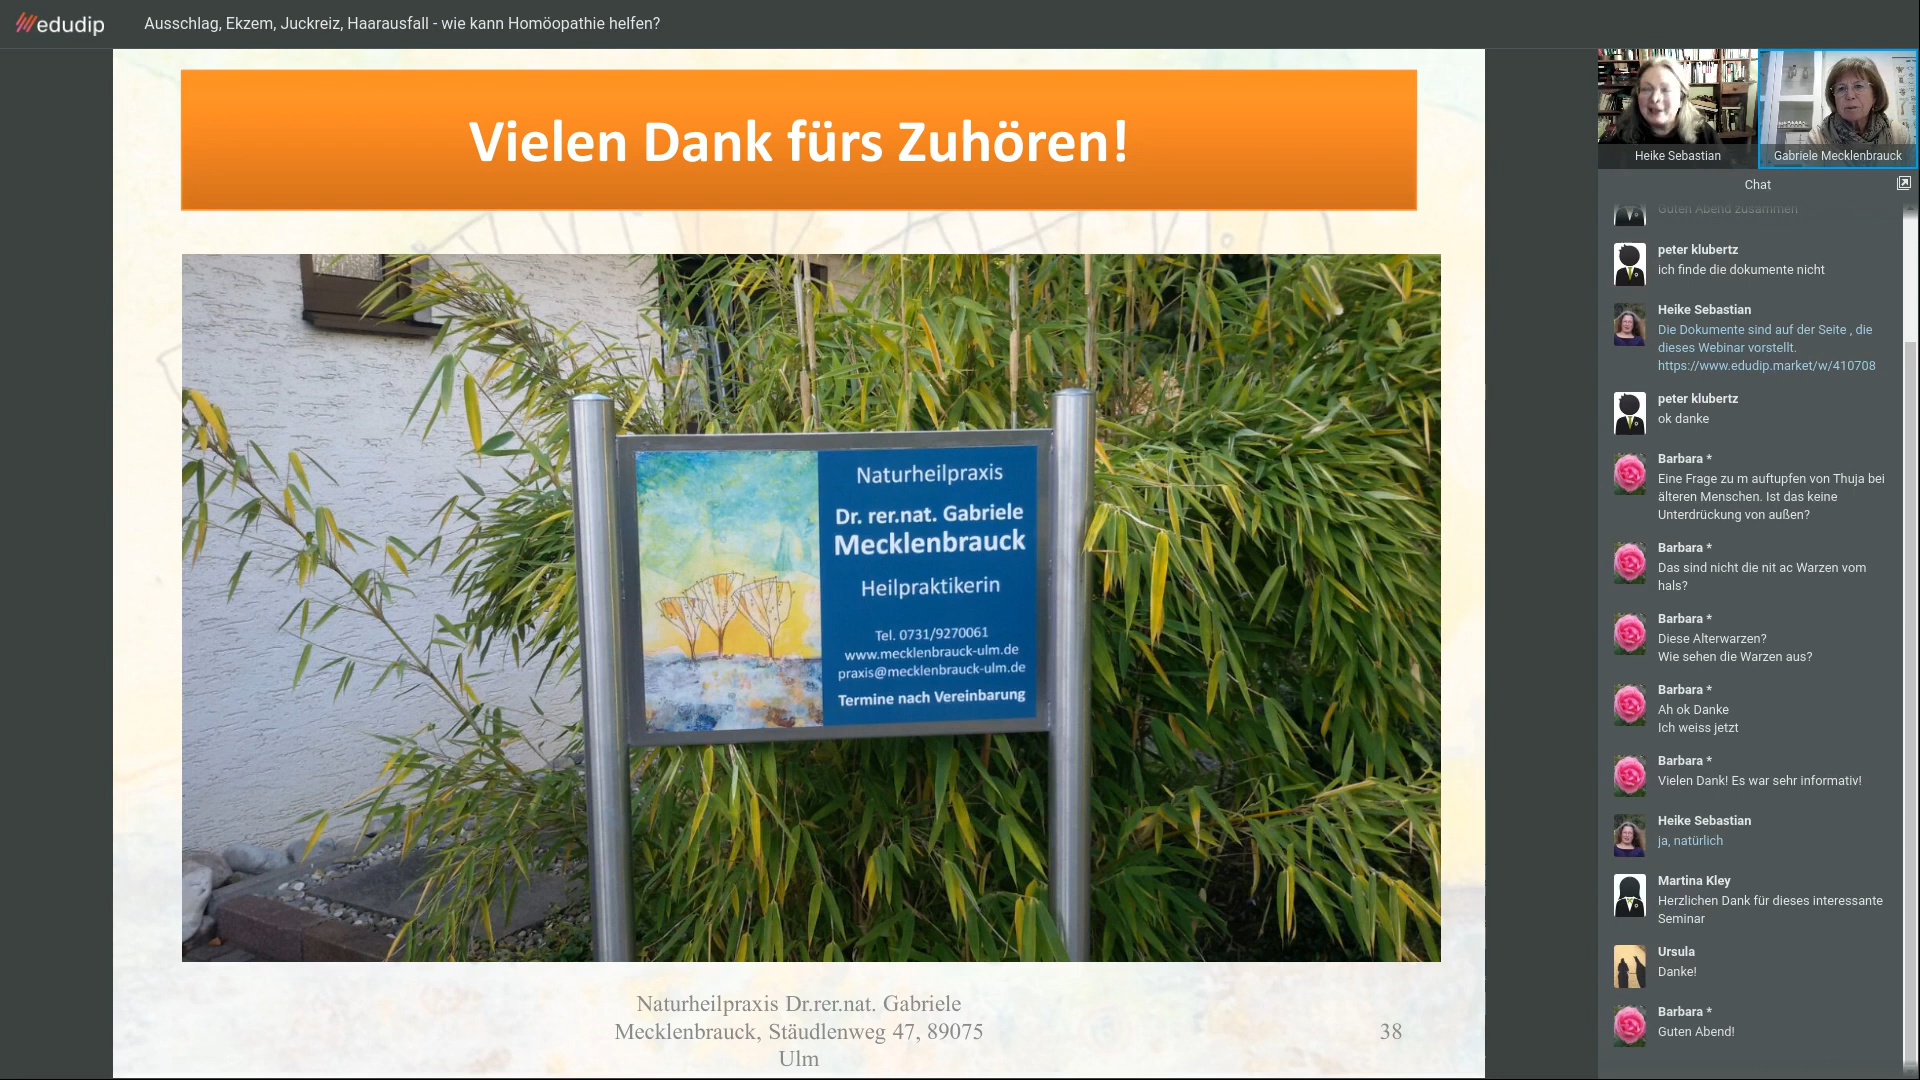 edudip
Ausschlag, Ekzem, Juckreiz, Haarausfall - wie kann Homöopathie helfen?
Vielen Dank fürs Zuhören!
Naturheilpraxis
Dr. rer.nat. Gabriele
Mecklenbrauck
Heilpraktikerin
Tel. 0731/9270061
www.mecklenbrauck-ulm.de
praxis@mecklenbrauck-ulm.de
Termine nach Vereinbarung
Naturheilpraxis Dr.rer.nat. Gabriele
Mecklenbrauck, Stäudlenweg 47, 89075
Ulm
38
Heike Sebastian
Gabriele Mecklenbrauck
Chat
Guten Abend zusammen
peter klubertz
ich finde die dokumente nicht
Heike Sebastian
Die Dokumente sind auf der Seite , die
dieses Webinar vorstellt.
https://www.edudip.market/w/410708
peter klubertz
ok danke
Barbara *
Eine Frage zu m auftupfen von Thuja bei
älteren Menschen. Ist das keine
Unterdrückung von außen?
Barbara *
Das sind nicht die nit ac Warzen vom
hals?
Barbara *
Diese Alterwarzen?
Wie sehen die Warzen aus?
Barbara *
Ah ok Danke
Ich weiss jetzt
Barbara *
Vielen Dank! Es war sehr informativ!
Heike Sebastian
ja, natürlich
Martina Kley
Herzlichen Dank für dieses interessante
Seminar
Ursula
Danke!
Barbara *
Guten Abend!